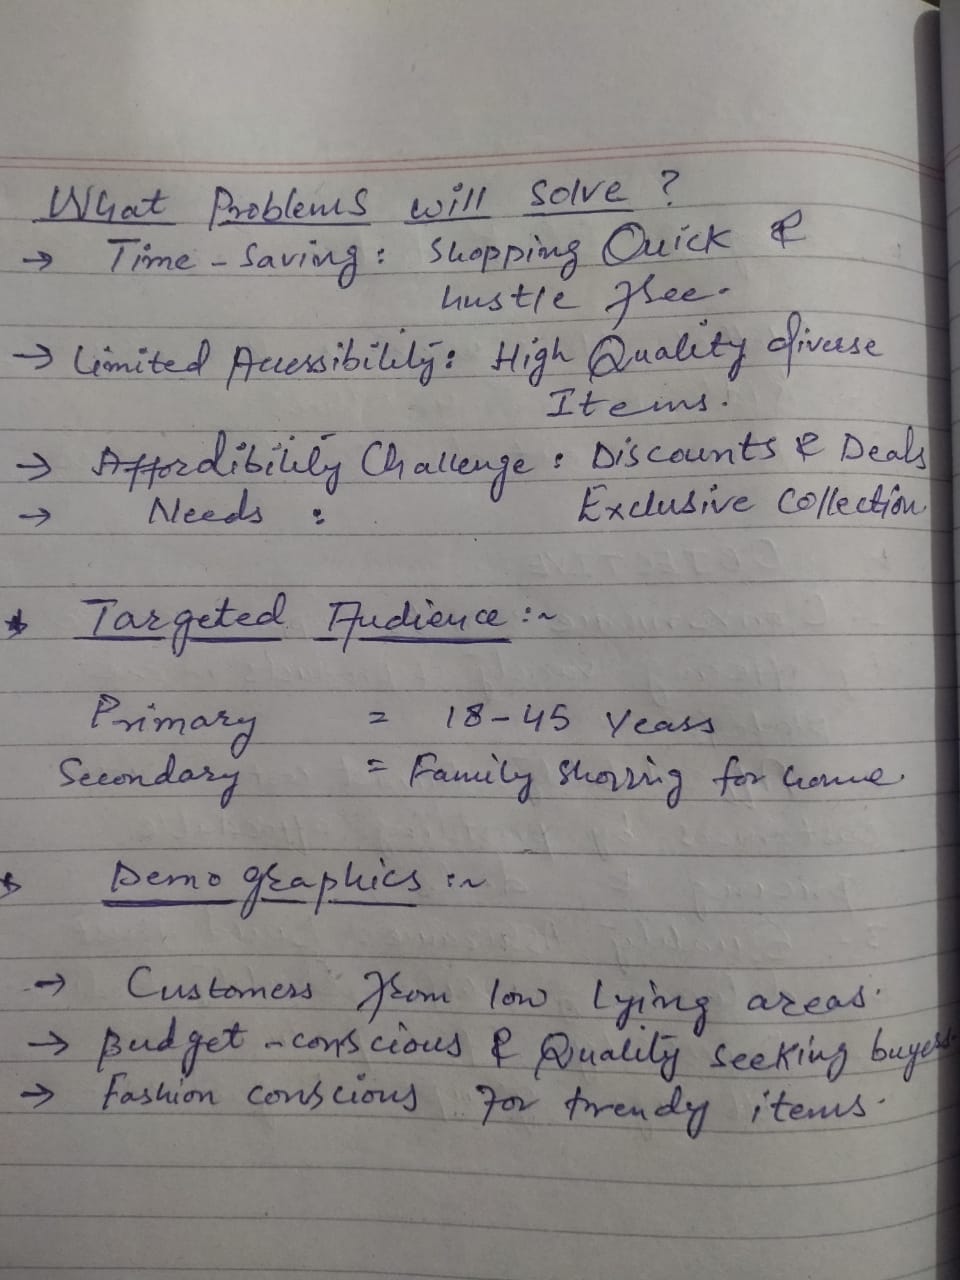 What Problems will Solve ?
→ Time - Saving : Shopping Quick &
hustle free.
→ Limited Accessibility : High Quality diverse
Items.
→ Affordibility Challenge : Discounts & Deals
→ Needs : Exclusive Collection
* Targeted Audience :~
Primary = 18-45 Years
Secondary = Family shopping for home.
* Demographics :~
→ Customers from low lying areas.
→ Budget - conscious & Quality seeking buyers.
→ Fashion conscious for trendy items.